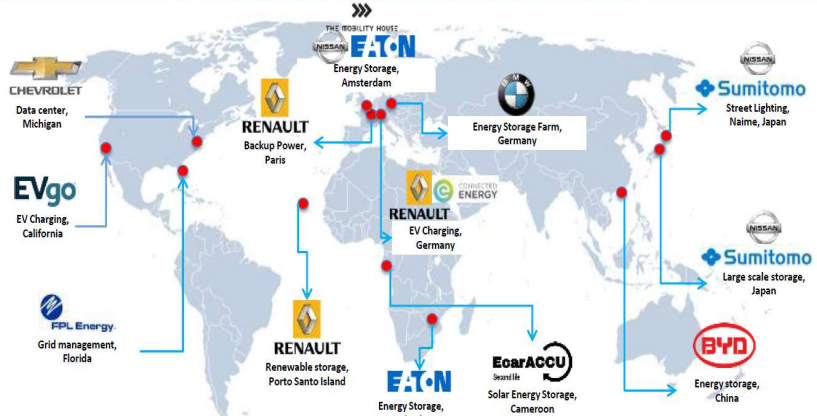 THE MOBILITY HOUSE
NISSAN
EATON
Energy Storage,
Amsterdam
CHEVROLET
Data center,
Michigan
RENAULT
Backup Power,
Paris
BMW
Energy Storage Farm,
Germany
NISSAN
Sumitomo
Street Lighting,
Naime, Japan
EVgo
EV Charging,
California
RENAULT
CONNECTED
ENERGY
EV Charging,
Germany
NISSAN
Sumitomo
Large scale storage,
Japan
FPL Energy.
Grid management,
Florida
RENAULT
Renewable storage,
Porto Santo Island
EATON
Energy Storage,
EcarACCU
Second life
Solar Energy Storage,
Cameroon
BYD
Energy storage,
China